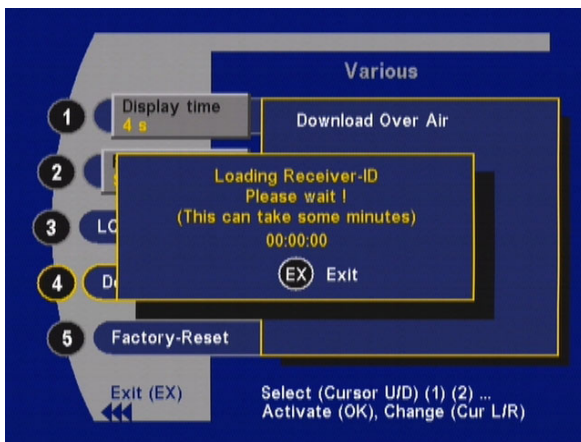 Various
1 Display time
4 s
Download Over Air
2
Loading Receiver-ID
Please wait !
(This can take some minutes)
00:00:00
EX Exit
3 LO
4 D
5 Factory-Reset
Exit (EX)
Select (Cursor U/D) (1) (2) ...
Activate (OK), Change (Cur L/R)